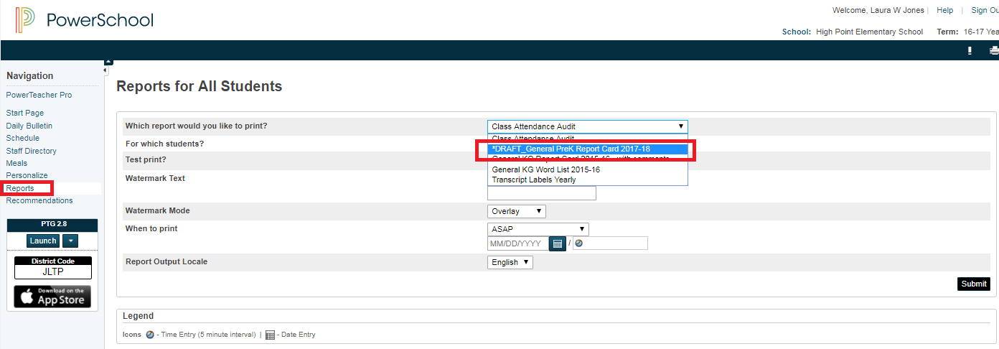 PowerSchool
Welcome, Laura W Jones | Help | Sign Ou
School: High Point Elementary School Term: 16-17 Yea
Navigation
PowerTeacher Pro
Start Page
Daily Bulletin
Schedule
Staff Directory
Meals
Personalize
Reports
Recommendations
PTG 2.8
Launch
District Code
JLTP
Download on the
App Store
Reports for All Students
Which report would you like to print? Class Attendance Audit
Class Attendance Audit
For which students? *DRAFT_General PreK Report Card 2017-18
Test print? General KG Report Card 2015-16 - with comments
General KG Word List 2015-16
Watermark Text Transcript Labels Yearly
Watermark Mode Overlay
When to print ASAP
MM/DD/YYYY /
Report Output Locale English
Submit
Legend
Icons - Time Entry (5 minute interval) | - Date Entry